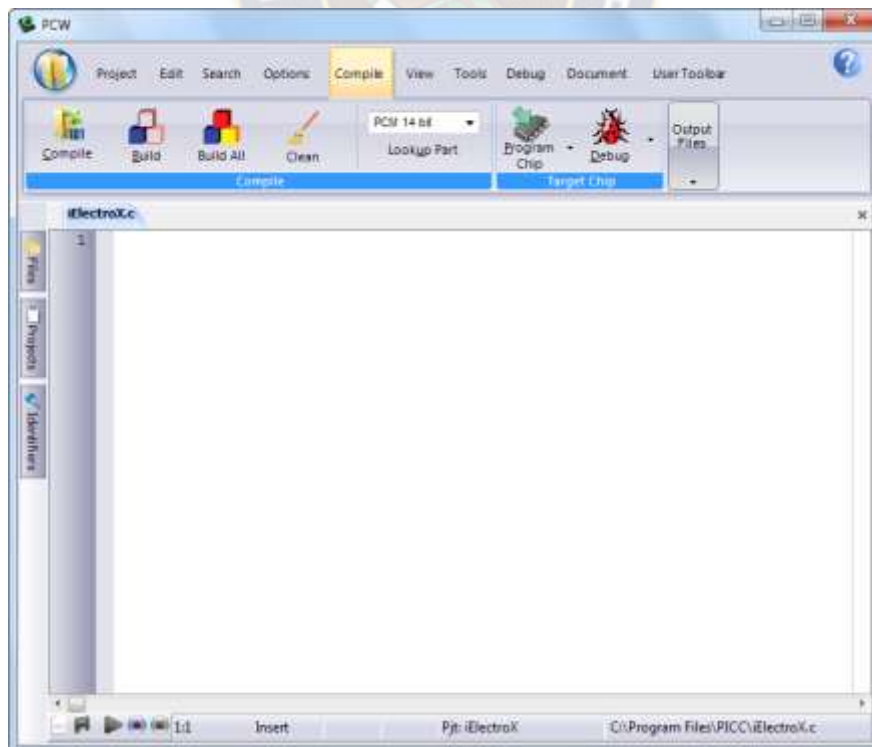 PCW
Project Edit Search Options Compile View Tools Debug Document User Toolbar
PCM 14 bit
Compile Build Build All Clean Lookup Part Program Chip Debug Output Files
Compile Target Chip
iElectroX.c
1
Files
Projects
Identifiers
1:1 Insert Pjt: iElectroX C:\Program Files\PICC\iElectroX.c